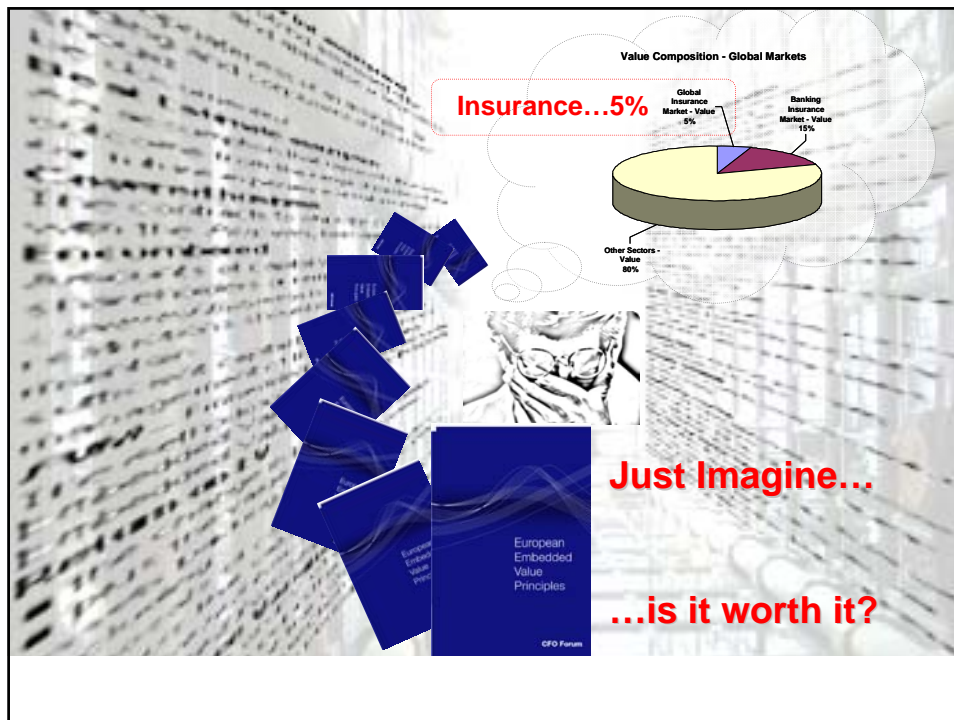 Value Composition - Global Markets
Insurance…5%
Global
Insurance
Market - Value
5%
Banking
Insurance
Market - Value
15%
Other Sectors -
Value
80%
Just Imagine…
European
Embedded
Value
Principles
…is it worth it?
CFO Forum